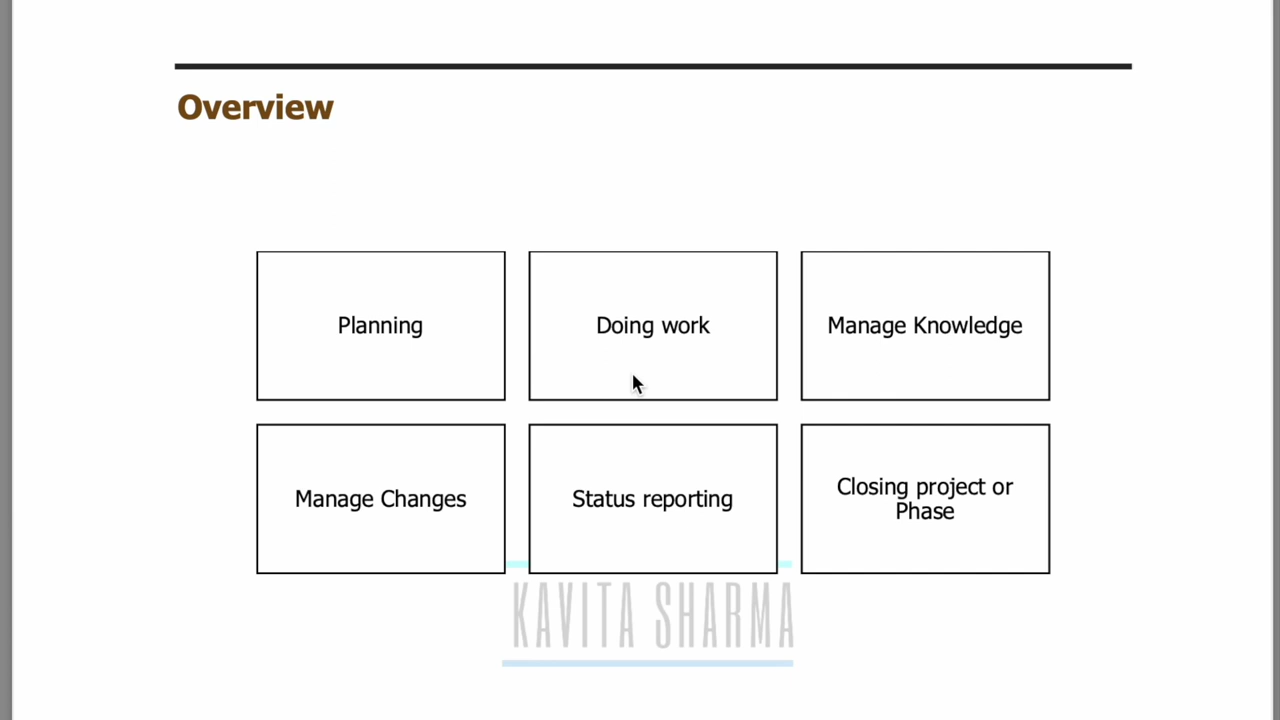 Overview
Planning
Doing work
Manage Knowledge
Manage Changes
Status reporting
Closing project or
Phase
KAVITA SHARMA